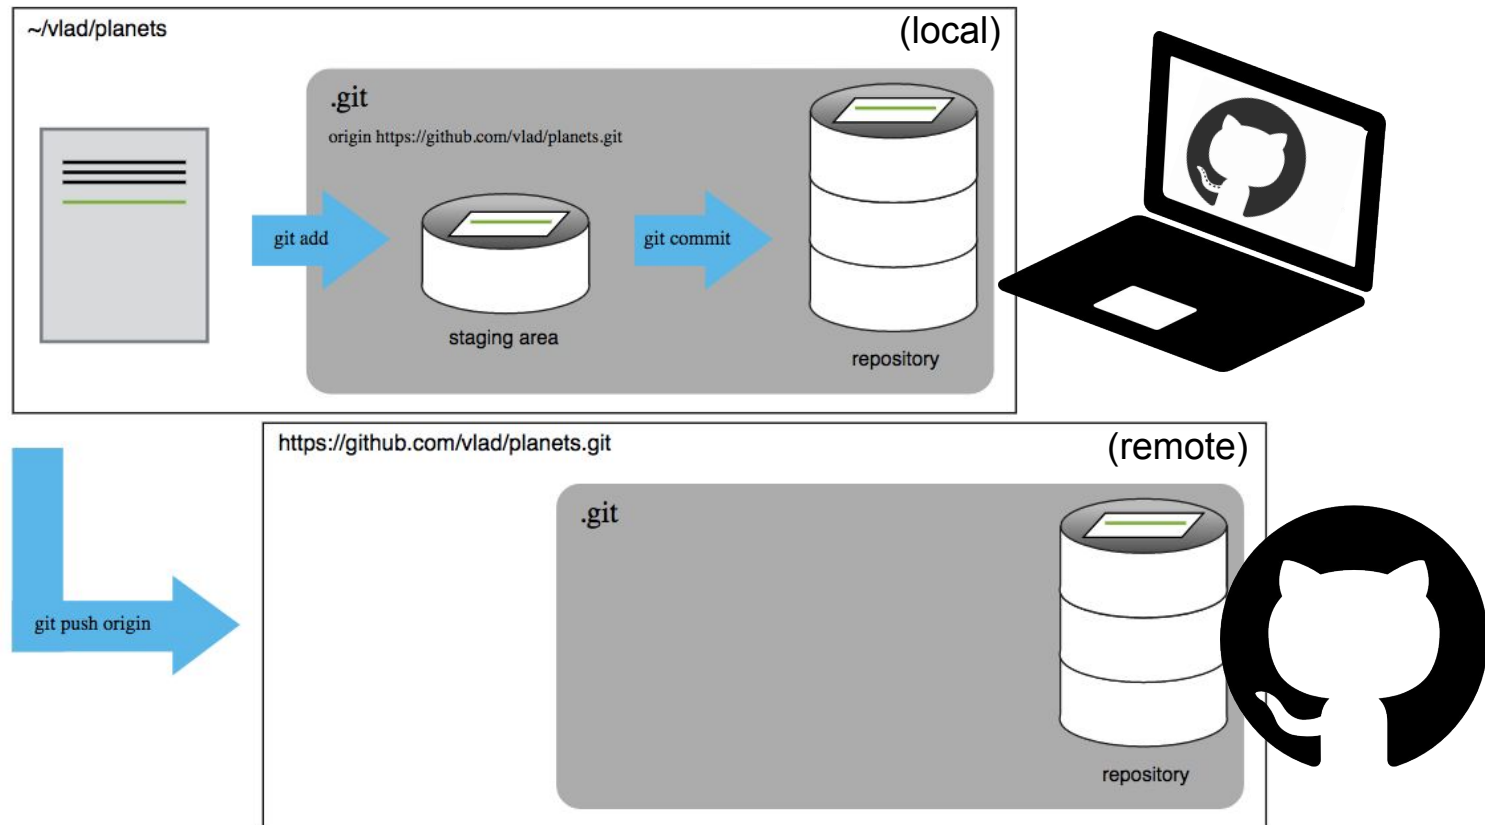 ~/vlad/planets
(local)
.git
origin https://github.com/vlad/planets.git
git add
git commit
staging area
repository
https://github.com/vlad/planets.git
(remote)
.git
git push origin
repository